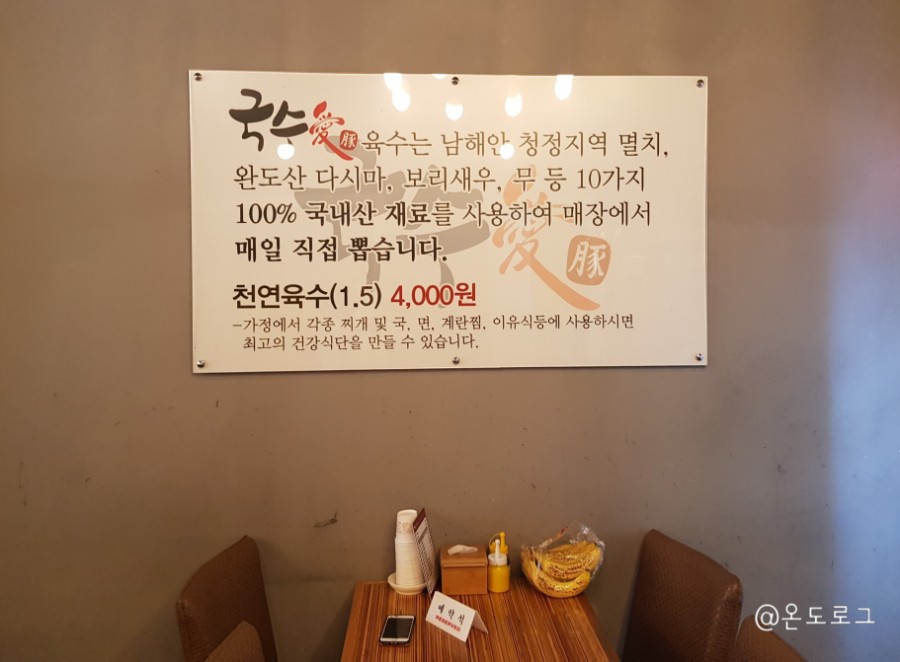 국수愛 豚 육수는 남해안 청정지역 멸치,
완도산 다시마, 보리새우, 무 등 10가지
100% 국내산 재료를 사용하여 매장에서
매일 직접 뽑습니다.
천연육수(1.5) 4,000원
-가정에서 각종 찌개 및 국, 면, 계란찜, 이유식등에 사용하시면
최고의 건강식단을 만들 수 있습니다.
국수愛 豚
예약석
RESERVED
@온도로그